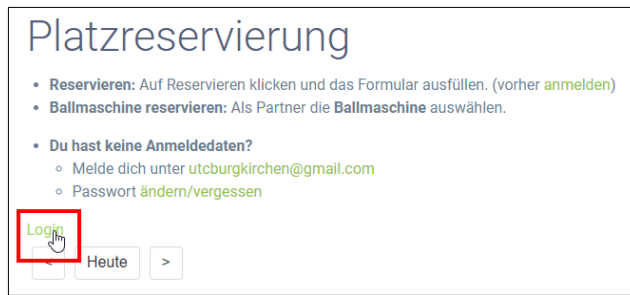 Platzreservierung
• Reservieren: Auf Reservieren klicken und das Formular ausfüllen. (vorher anmelden)
• Ballmaschine reservieren: Als Partner die Ballmaschine auswählen.
• Du hast keine Anmeldedaten?
◦ Melde dich unter utcburgkirchen@gmail.com
◦ Passwort ändern/vergessen
Login
< Heute >